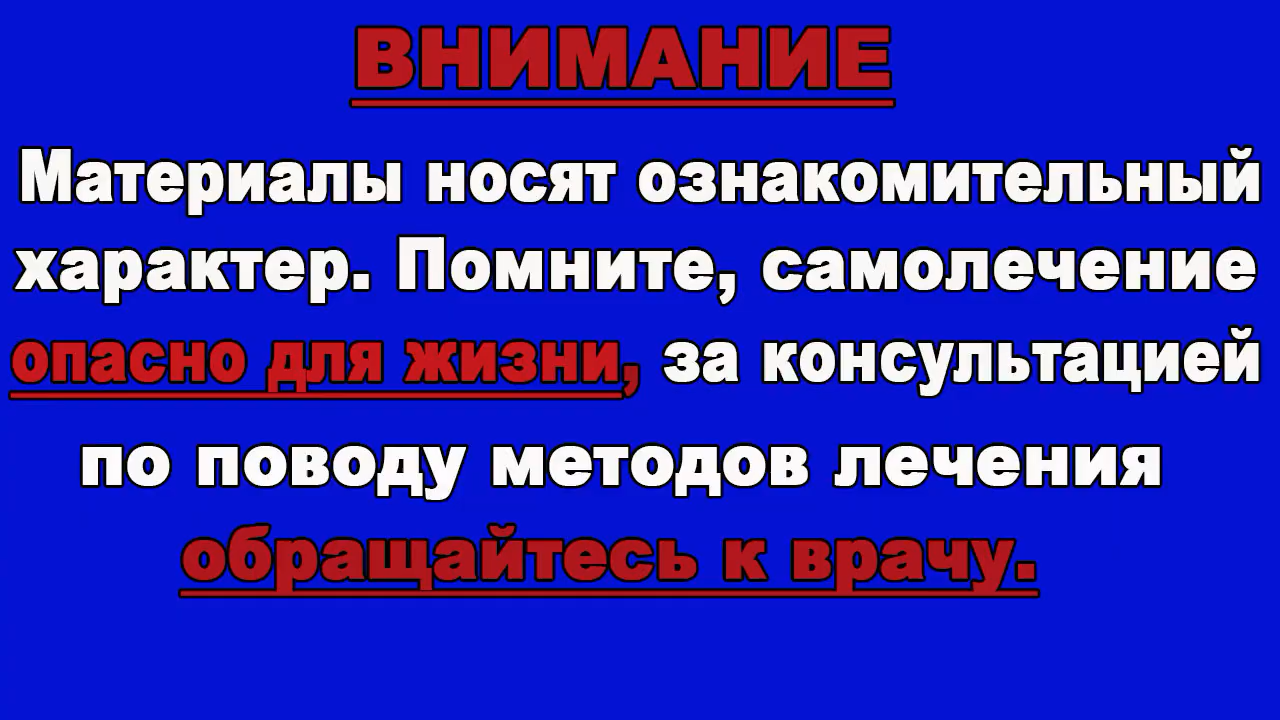 ВНИМАНИЕ
Материалы носят ознакомительный
характер. Помните, самолечение
опасно для жизни, за консультацией
по поводу методов лечения
обращайтесь к врачу.